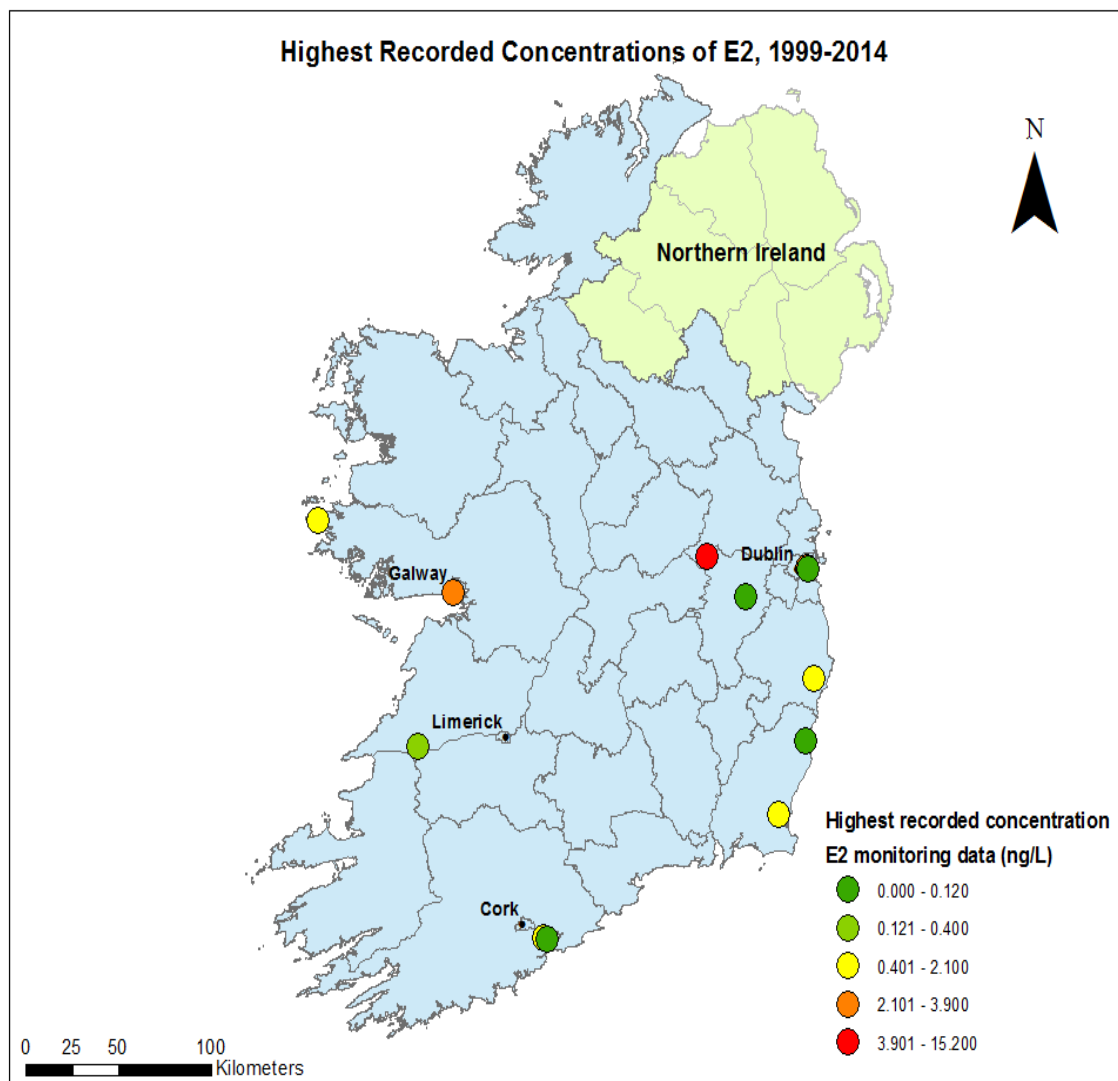 Highest Recorded Concentrations of E2, 1999-2014
N
Northern Ireland
Dublin
Galway
Limerick
Cork
Highest recorded concentration
E2 monitoring data (ng/L)
0.000 - 0.120
0.121 - 0.400
0.401 - 2.100
2.101 - 3.900
3.901 - 15.200
0 25 50 100
Kilometers